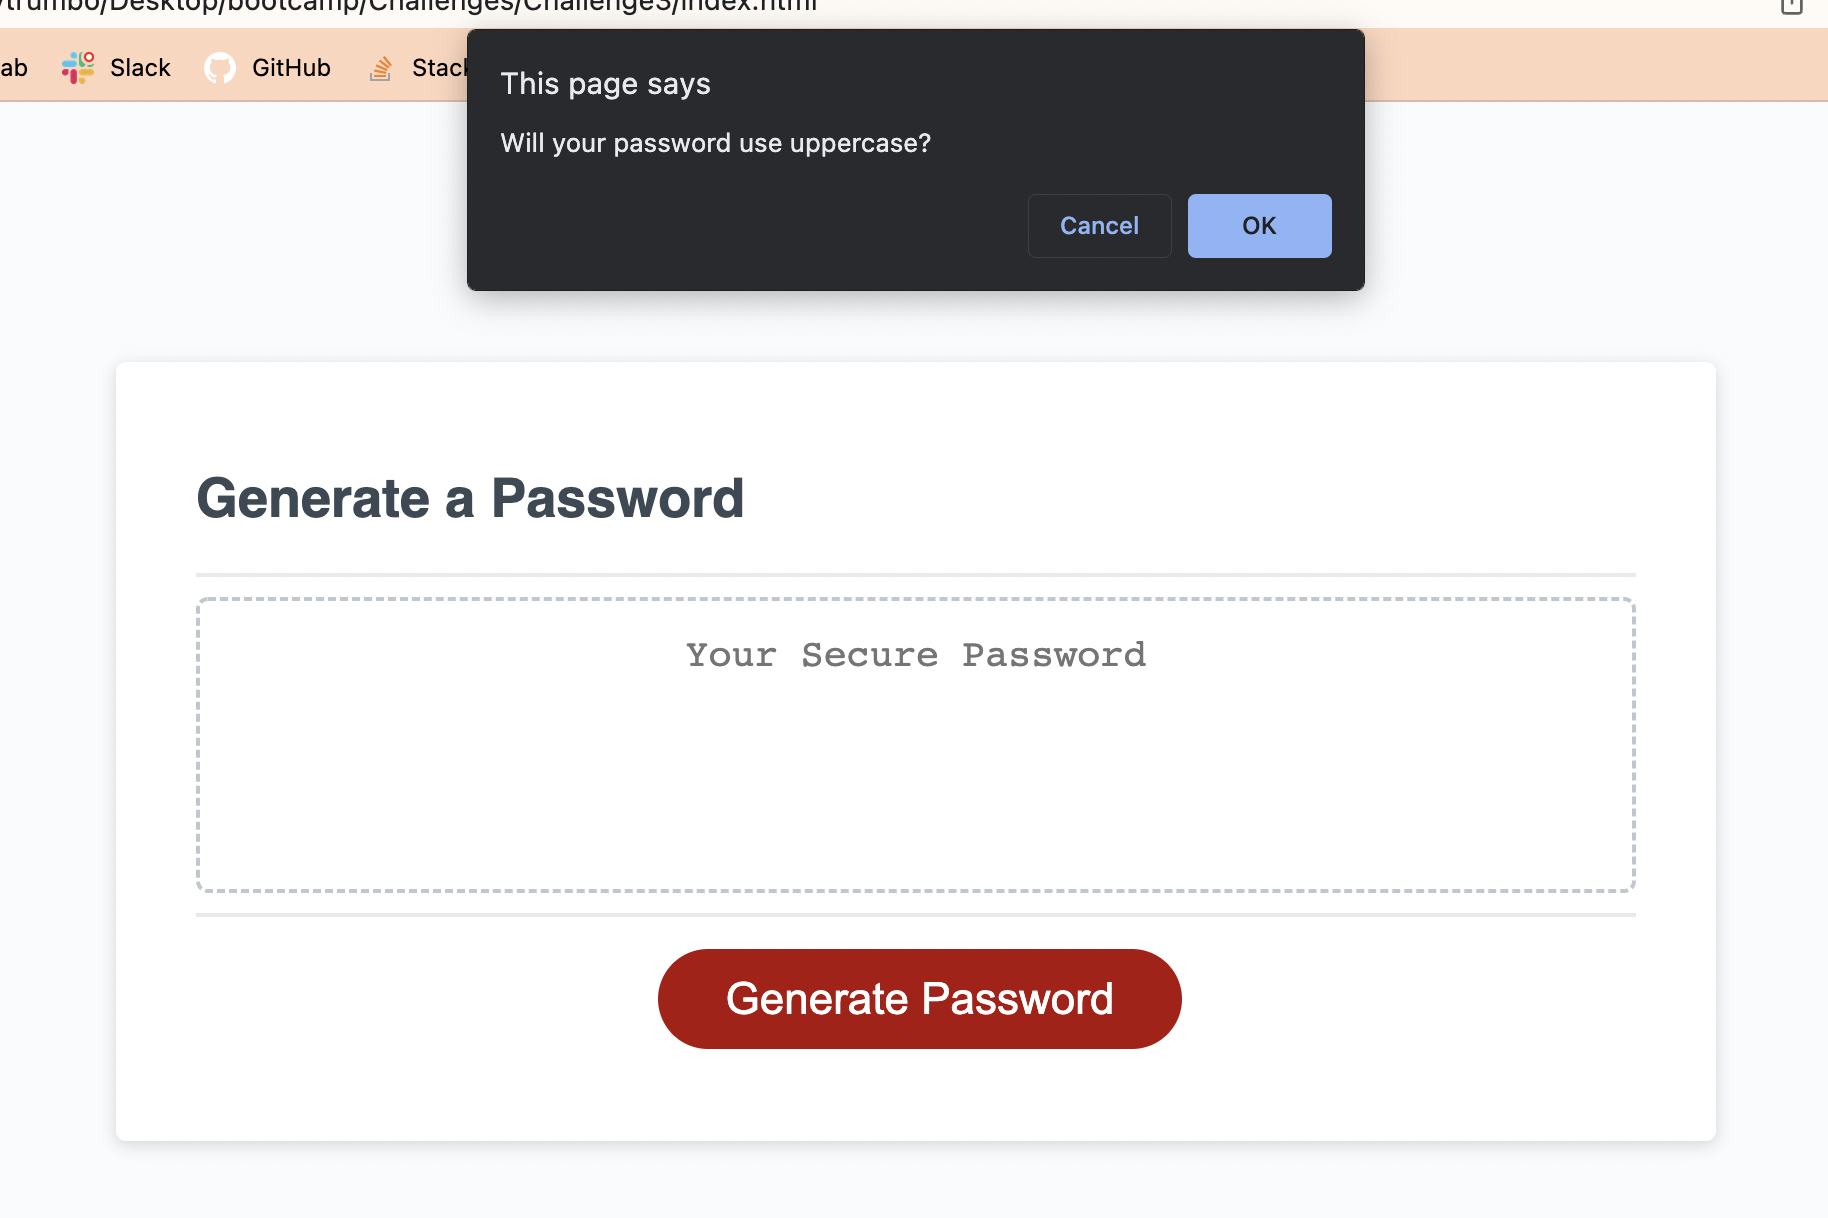 /trumbo/Desktop/bootcamp/Challenges/Challenge3/index.html
ab Slack GitHub Stack
This page says
Will your password use uppercase?
Cancel OK
Generate a Password
Your Secure Password
Generate Password